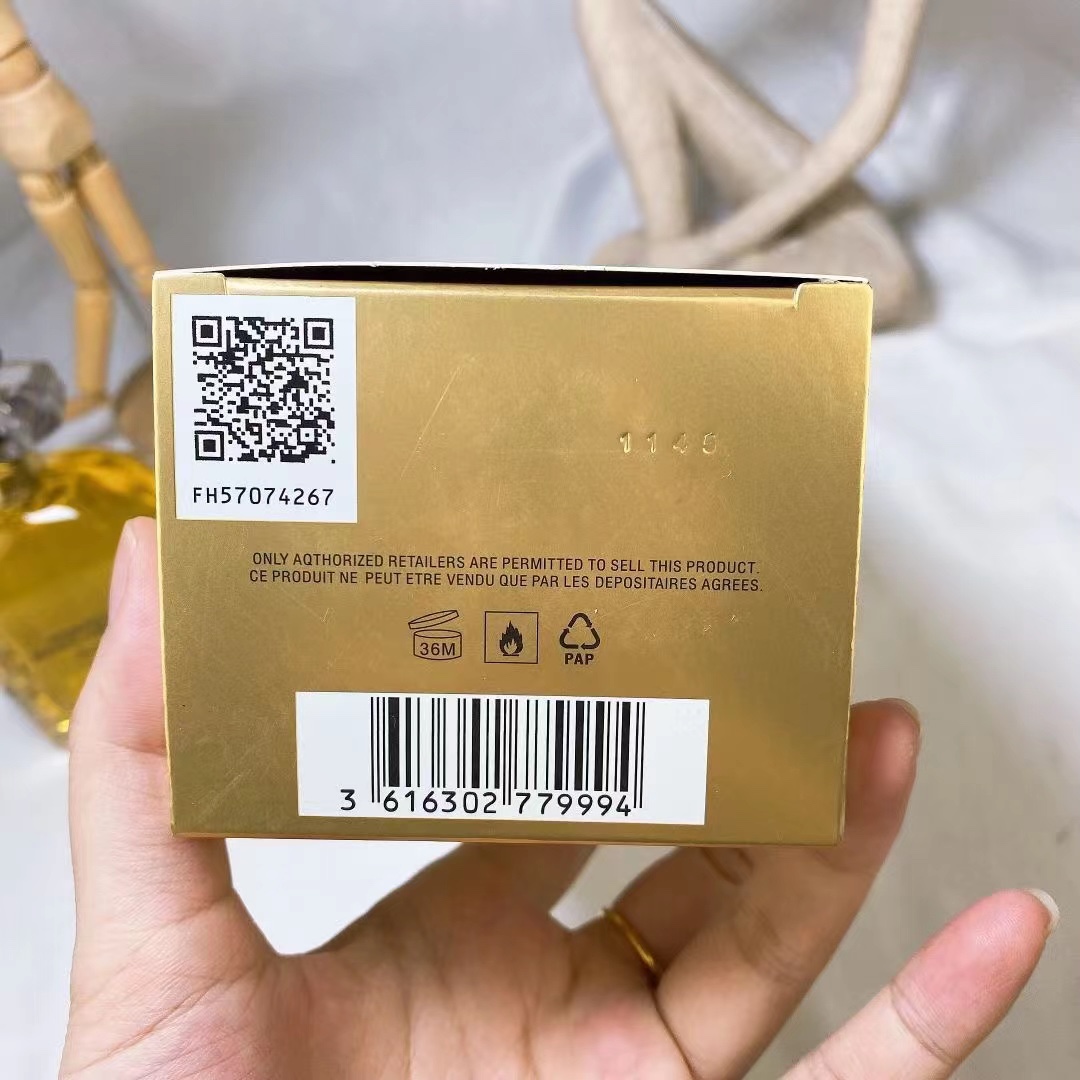 FH57074267
1145
ONLY AQTHORIZED RETAILERS ARE PERMITTED TO SELL THIS PRODUCT.
CE PRODUIT NE PEUT ETRE VENDU QUE PAR LES DEPOSITAIRES AGREES.
36M
PAP
3 616302 779994